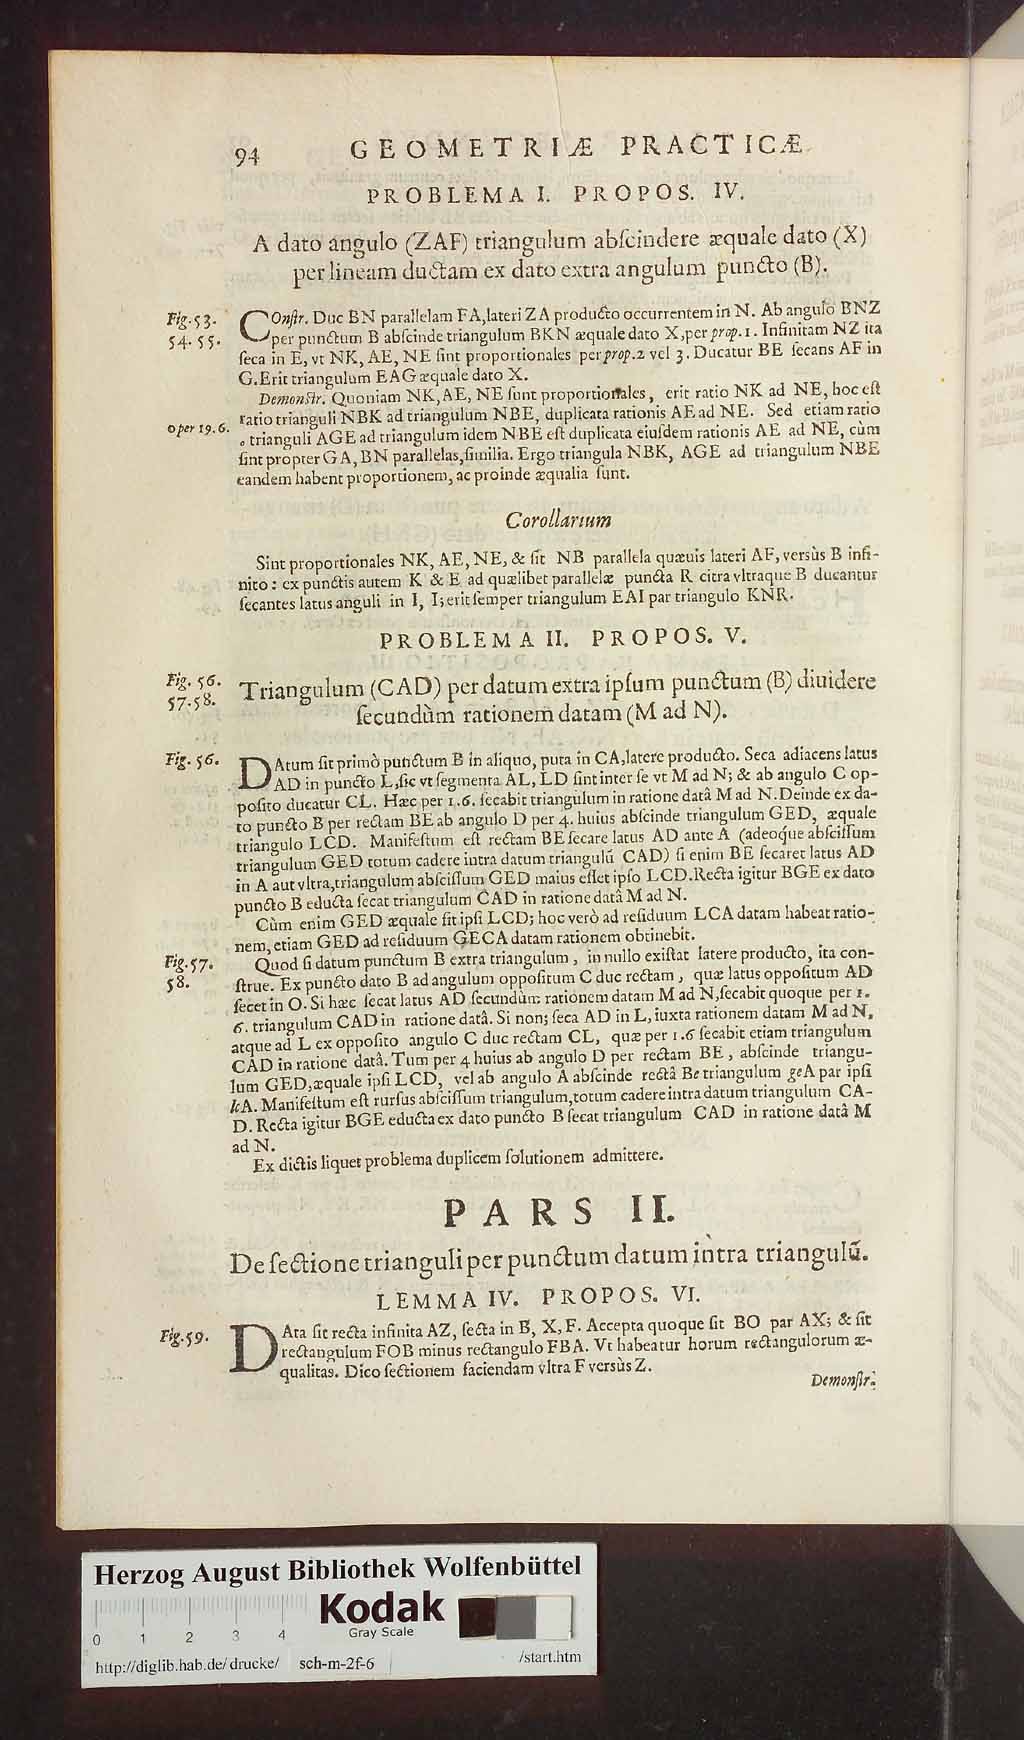 94 GEOMETRIÆ PRACTICÆ
PROBLEMA I. PROPOS. IV.
A dato angulo (ZAF) triangulum abſcindere æquale dato (X)
per lineam ductam ex dato extra angulum puncto (B).
Fig. 53.
54. 55.
COnſtr. Duc BN parallelam FA, lateri ZA producto occurrentem in N. Ab angulo BNZ
per punctum B abſcinde triangulum BKN æquale dato X, per prop. 1. Infinitam NZ ita
ſeca in E, vt NK, AE, NE ſint proportionales per prop. 2 vel 3. Ducatur BE ſecans AF in
G. Erit triangulum EAG æquale dato X.
Demonſtr. Quoniam NK, AE, NE ſunt proportionales, erit ratio NK ad NE, hoc eſt
ratio trianguli NBK ad triangulum NBE, duplicata rationis AE ad NE. Sed etiam ratio
o per 19. 6.
o trianguli AGE ad triangulum idem NBE eſt duplicata eiuſdem rationis AE ad NE, cùm
ſint propter GA, BN parallelas, ſimilia. Ergo triangula NBK, AGE ad triangulum NBE
eandem habent proportionem, ac proinde æqualia ſunt.
Corollarium
Sint proportionales NK, AE, NE, & ſit NB parallela quæuis lateri AF, versùs B infi-
nito: ex punctis autem K & E ad quælibet parallelæ puncta R citra vltraque B ducantur
ſecantes latus anguli in I, I; erit ſemper triangulum EAI par triangulo KNR.
PROBLEMA II. PROPOS. V.
Fig. 56.
57. 58.
Triangulum (CAD) per datum extra ipſum punctum (B) diuidere
ſecundùm rationem datam (M ad N).
Fig. 56.
DAtum ſit primò punctum B in aliquo, puta in CA, latere producto. Seca adiacens latus
AD in puncto L, ſic vt ſegmenta AL, LD ſint inter ſe vt M ad N; & ab angulo C op-
poſito ducatur CL. Hæc per 1. 6. ſecabit triangulum in ratione datâ M ad N. Deinde ex da-
to puncto B per rectam BE ab angulo D per 4. huius abſcinde triangulum GED, æquale
triangulo LCD. Manifeſtum eſt rectam BE ſecare latus AD ante A (adeoque abſciſſum
triangulum GED totum cadere intra datum triangulũ CAD) ſi enim BE ſecaret latus AD
in A aut vltra, triangulum abſciſſum GED maius eſſet ipſo LCD. Recta igitur BGE ex dato
puncto B educta ſecat triangulum CAD in ratione datâ M ad N.
Cùm enim GED æquale ſit ipſi LCD; hoc verò ad reſiduum LCA datam habeat ratio-
nem, etiam GED ad reſiduum GECA datam rationem obtinebit.
Fig. 57.
58.
Quod ſi datum punctum B extra triangulum, in nullo exiſtat latere producto, ita con-
ſtrue. Ex puncto dato B ad angulum oppoſitum C duc rectam, quæ latus oppoſitum AD
ſecet in O. Si hæc ſecat latus AD ſecundùm rationem datam M ad N, ſecabit quoque per 1.
6. triangulum CAD in ratione datâ. Si non; ſeca AD in L, iuxta rationem datam M ad N,
atque ad L ex oppoſito angulo C duc rectam CL, quæ per 1. 6 ſecabit etiam triangulum
CAD in ratione datâ. Tum per 4 huius ab angulo D per rectam BE, abſcinde triangu-
lum GED, æquale ipſi LCD, vel ab angulo A abſcinde rectâ Be triangulum geA par ipſi
kA. Manifeſtum eſt rurſus abſciſſum triangulum, totum cadere intra datum triangulum CA-
D. Recta igitur BGE educta ex dato puncto B ſecat triangulum CAD in ratione datâ M
ad N.
Ex dictis liquet problema duplicem ſolutionem admittere.
PARS II.
De ſectione trianguli per punctum datum intra triangulũ.
LEMMA IV. PROPOS. VI.
Fig. 59.
DAta ſit recta infinita AZ, ſecta in B, X, F. Accepta quoque ſit BO par AX; & ſit
rectangulum FOB minus rectangulo FBA. Vt habeatur horum rectangulorum æ-
qualitas. Dico ſectionem faciendam vltra F versùs Z.
Demonſtr.
Herzog August Bibliothek Wolfenbüttel
Kodak
Gray Scale
0 1 2 3 4
http://diglib.hab.de/drucke/ sch-m-2f-6 /start.htm